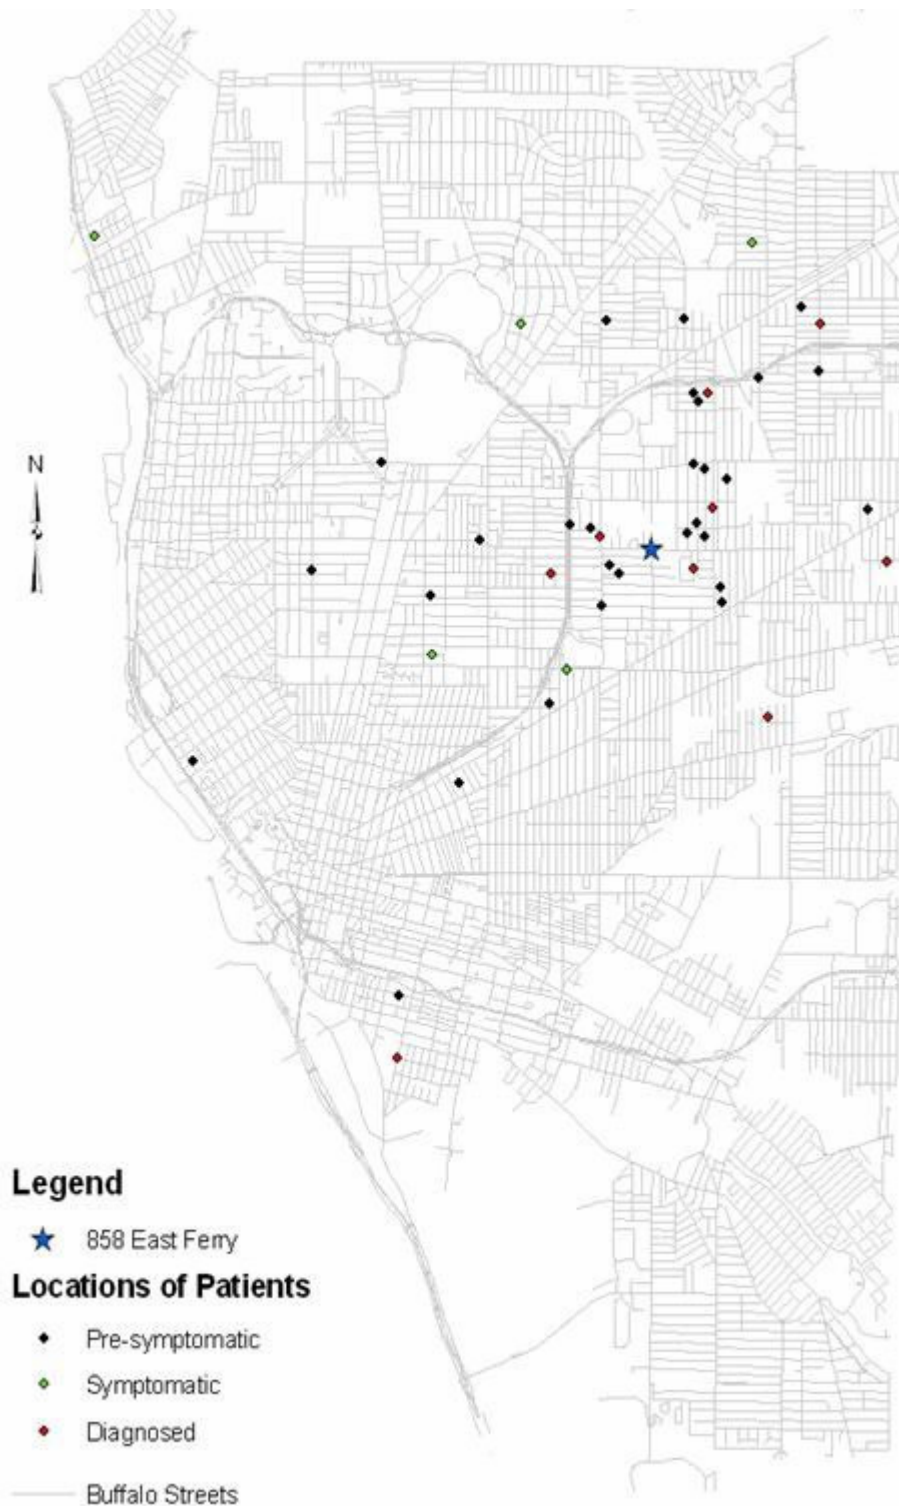 N
Legend
858 East Ferry
Locations of Patients
Pre-symptomatic
Symptomatic
Diagnosed
Buffalo Streets